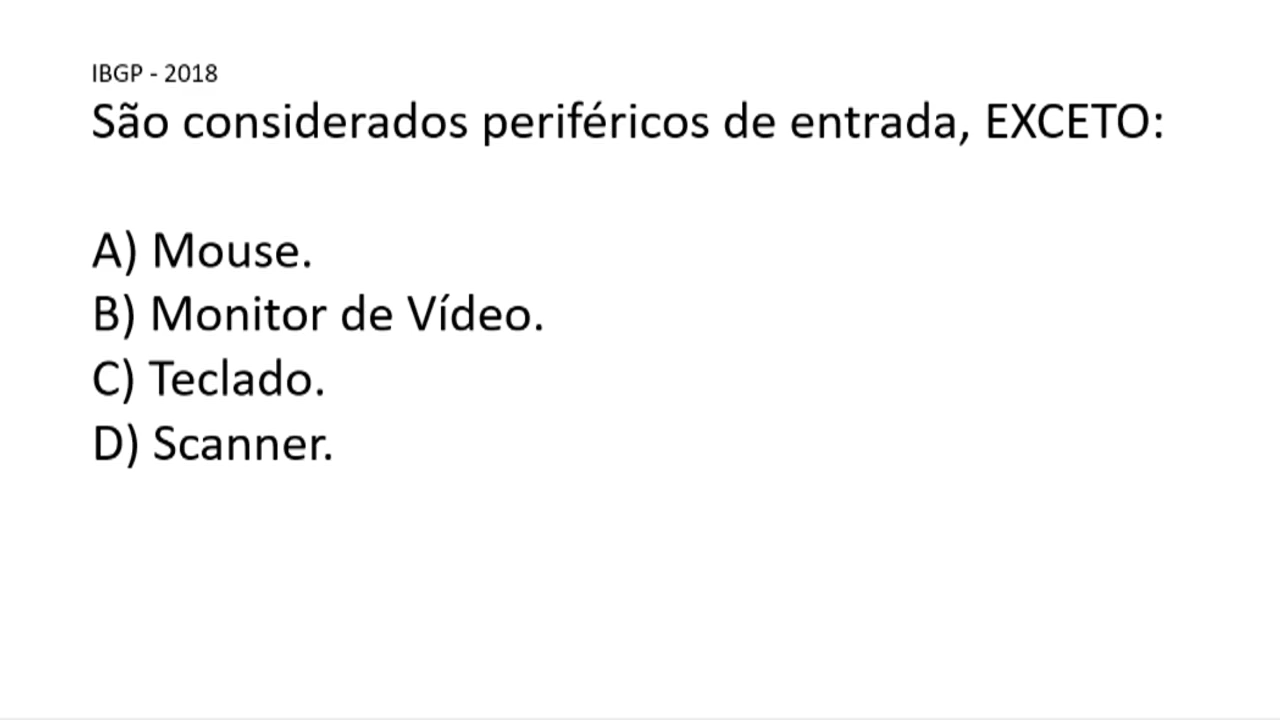 IBGP - 2018
São considerados periféricos de entrada, EXCETO:
A) Mouse.
B) Monitor de Vídeo.
C) Teclado.
D) Scanner.